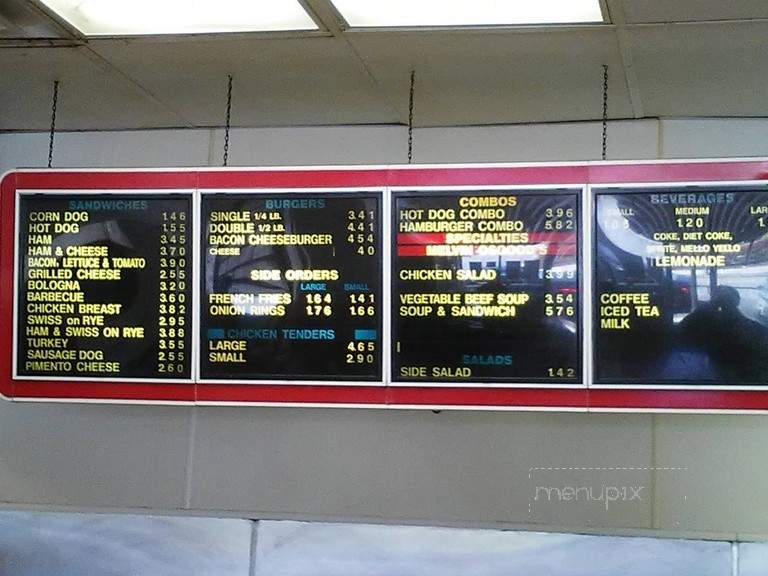 SANDWICHES
CORN DOG 1.46
HOT DOG 1.55
HAM 3.45
HAM & CHEESE 3.70
BACON LETTUCE & TOMATO 3.90
GRILLED CHEESE 2.55
BOLOGNA 3.20
BARBECUE 3.60
CHICKEN BREAST 3.82
SWISS on RYE 2.95
HAM & SWISS ON RYE 3.88
TURKEY 3.55
SAUSAGE DOG 2.55
PIMENTO CHEESE 2.60
BURGERS
SINGLE 1/4 LB. 3.41
DOUBLE 1/2 LB. 4.41
BACON CHEESEBURGER 4.54
CHEESE .40
SIDE ORDERS
LARGE SMALL
FRENCH FRIES 1.64 1.41
ONION RINGS 1.76 1.66
CHICKEN TENDERS
LARGE 4.65
SMALL 2.90
COMBOS
HOT DOG COMBO 3.96
HAMBURGER COMBO 5.82
SPECIALTIES
CHICKEN SALAD 3.99
VEGETABLE BEEF SOUP 3.54
SOUP & SANDWICH 5.76
SALADS
SIDE SALAD 1.42
BEVERAGES
SMALL MEDIUM
1.20
COKE, DIET COKE,
SPRITE, MELLO YELLO
LEMONADE
COFFEE
ICED TEA
MILK
menupix